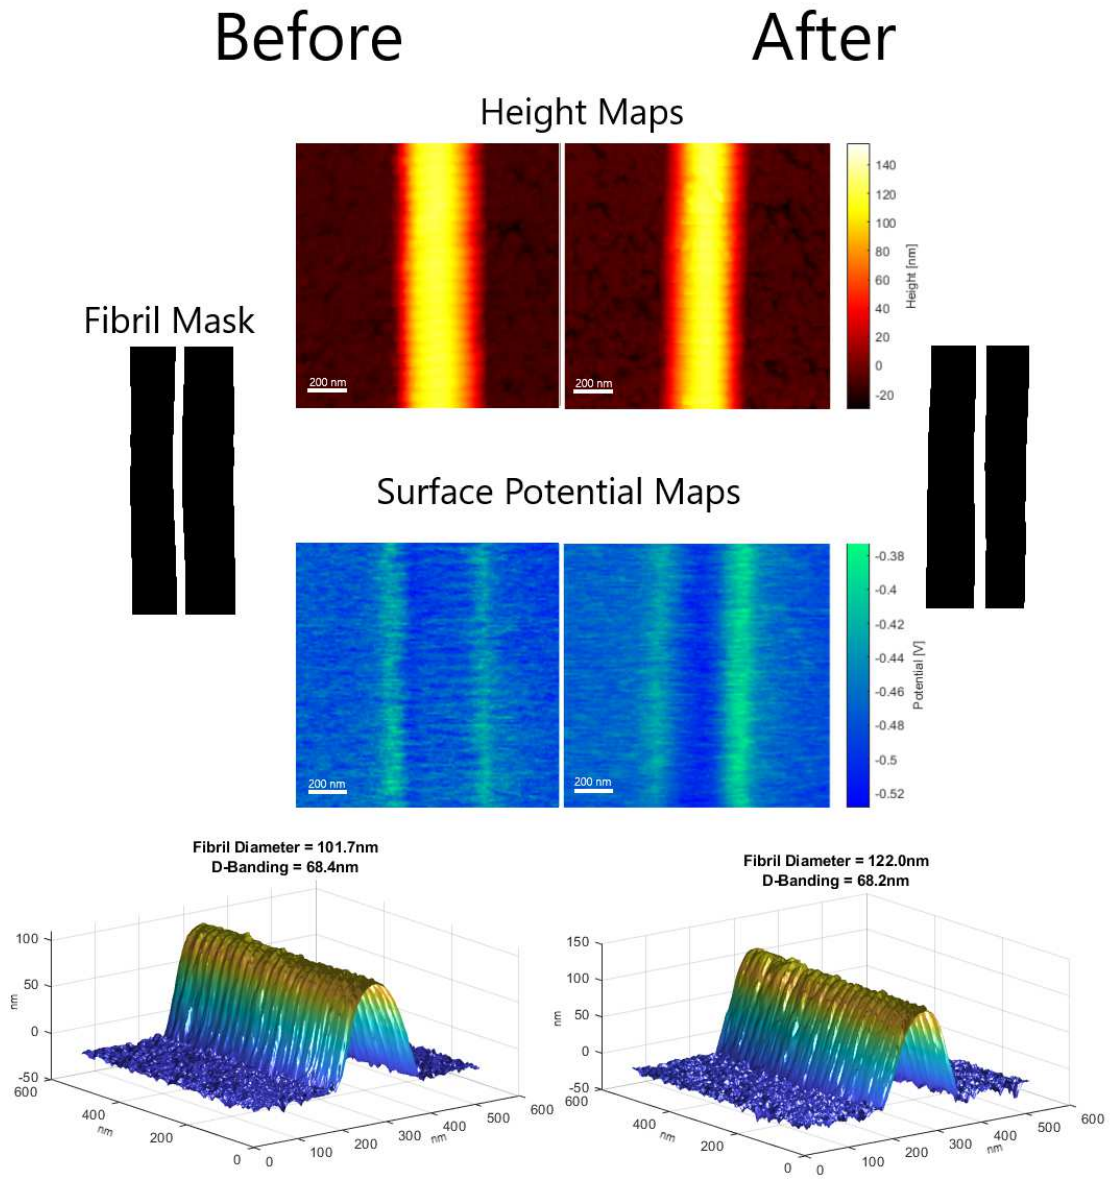 Before
After
Height Maps
140
120
100
80
60
40
20
0
-20
Height [nm]
200 nm
200 nm
Fibril Mask
Surface Potential Maps
-0.38
-0.4
-0.42
-0.44
-0.46
-0.48
-0.5
-0.52
Potential [V]
200 nm
200 nm
Fibril Diameter = 101.7nm
D-Banding = 68.4nm
100
50
0
-50
nm
600
400
200
0
nm
0
100
200
300
400
500
600
nm
Fibril Diameter = 122.0nm
D-Banding = 68.2nm
150
100
50
0
-50
nm
600
400
200
0
nm
0
100
200
300
400
500
600
nm